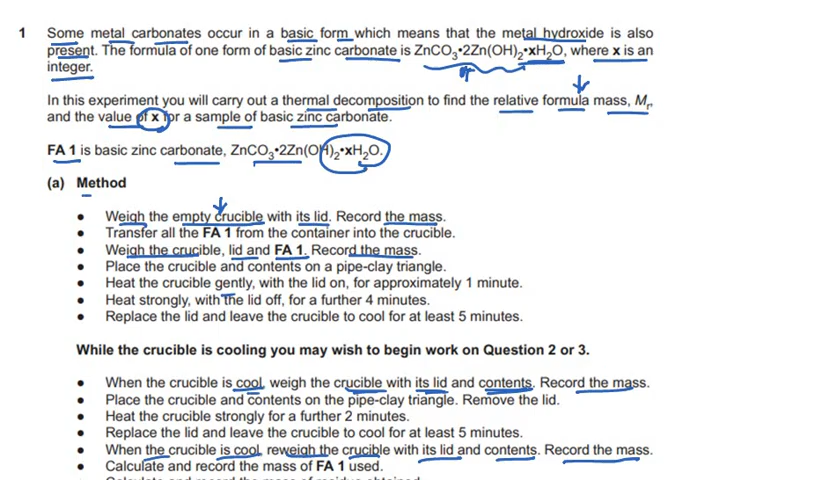 1 Some metal carbonates occur in a basic form which means that the metal hydroxide is also
present. The formula of one form of basic zinc carbonate is ZnCO₃•2Zn(OH)₂•xH₂O, where x is an
integer.
In this experiment you will carry out a thermal decomposition to find the relative formula mass, Mᵣ,
and the value of x for a sample of basic zinc carbonate.
FA 1 is basic zinc carbonate, ZnCO₃•2Zn(OH)₂•xH₂O.
(a) Method
• Weigh the empty crucible with its lid. Record the mass.
• Transfer all the FA 1 from the container into the crucible.
• Weigh the crucible, lid and FA 1. Record the mass.
• Place the crucible and contents on a pipe-clay triangle.
• Heat the crucible gently, with the lid on, for approximately 1 minute.
• Heat strongly, with the lid off, for a further 4 minutes.
• Replace the lid and leave the crucible to cool for at least 5 minutes.
While the crucible is cooling you may wish to begin work on Question 2 or 3.
• When the crucible is cool, weigh the crucible with its lid and contents. Record the mass.
• Place the crucible and contents on the pipe-clay triangle. Remove the lid.
• Heat the crucible strongly for a further 2 minutes.
• Replace the lid and leave the crucible to cool for at least 5 minutes.
• When the crucible is cool, reweigh the crucible with its lid and contents. Record the mass.
• Calculate and record the mass of FA 1 used.